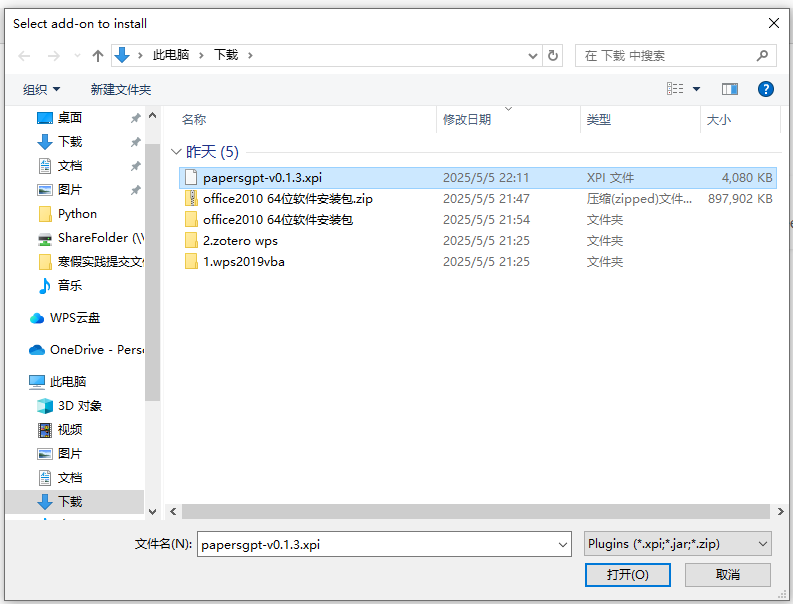 Select add-on to install
此电脑 下载
在 下载 中搜索
组织 新建文件夹
桌面
下载
文档
图片
Python
ShareFolder (\\
寒假实践提交文
音乐
WPS云盘
OneDrive - Pers
此电脑
3D 对象
视频
图片
文档
下载
名称 修改日期 类型 大小
昨天 (5)
papersgpt-v0.1.3.xpi 2025/5/5 22:11 XPI 文件 4,080 KB
office2010 64位软件安装包.zip 2025/5/5 21:47 压缩(zipped)文件... 897,902 KB
office2010 64位软件安装包 2025/5/5 21:54 文件夹
2.zotero wps 2025/5/5 21:25 文件夹
1.wps2019vba 2025/5/5 21:25 文件夹
文件名(N): papersgpt-v0.1.3.xpi Plugins (*.xpi;*.jar;*.zip)
打开(O) 取消